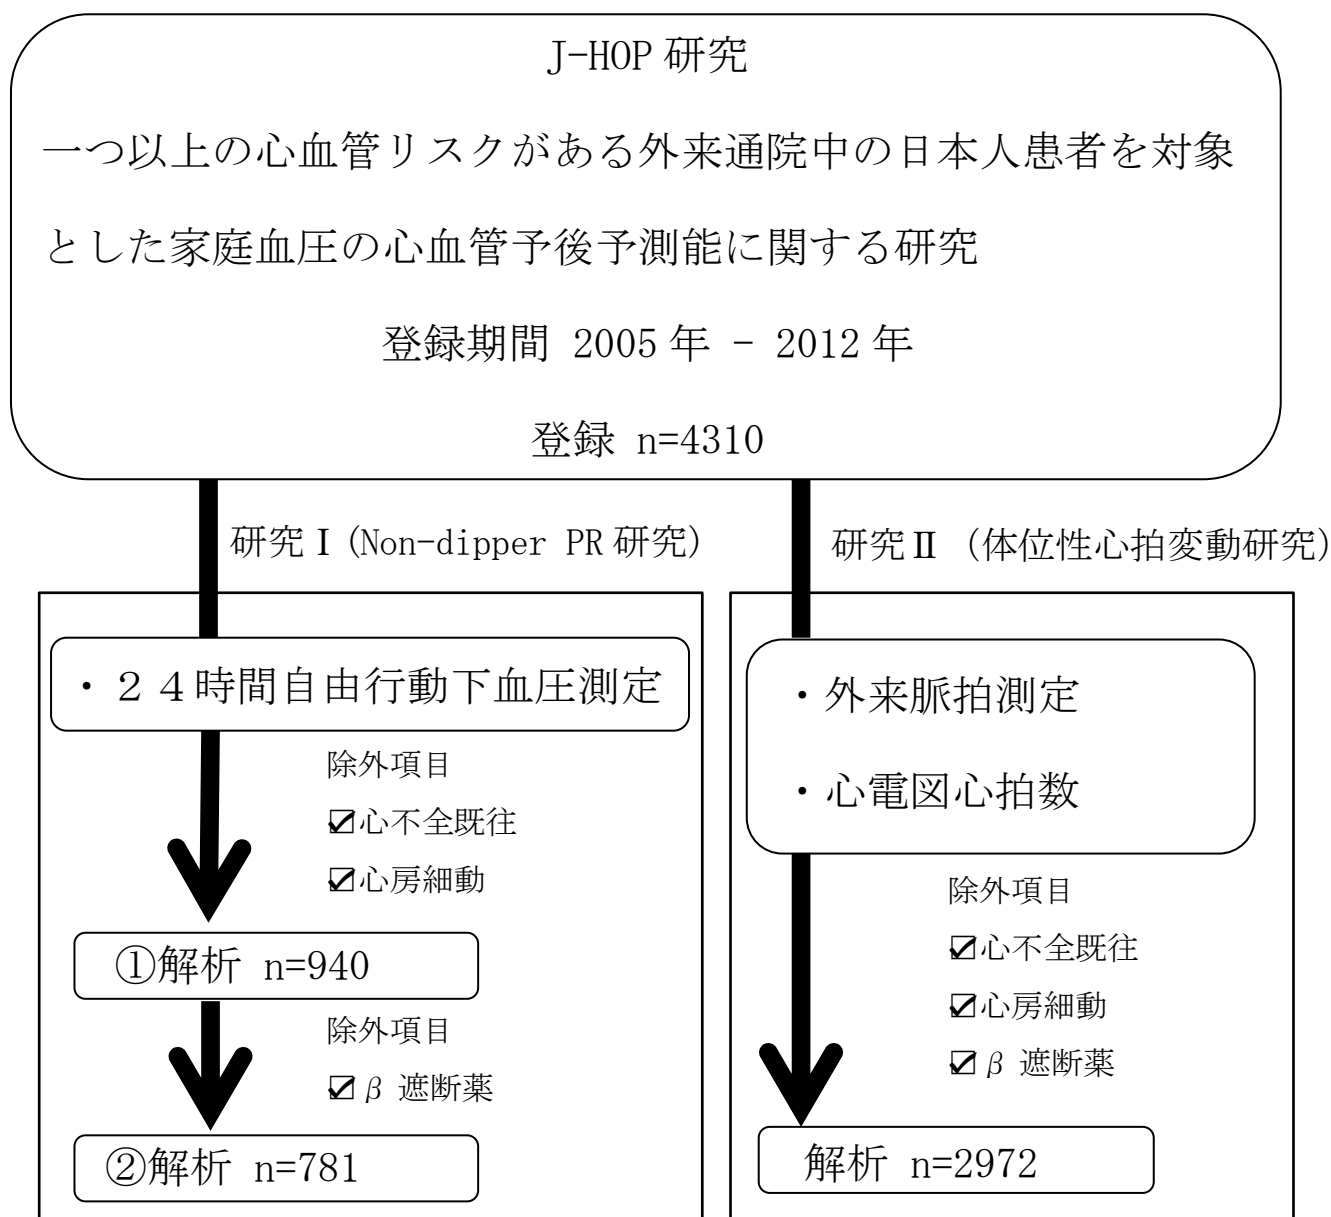 J-HOP 研究
一つ以上の心血管リスクがある外来通院中の日本人患者を対象
とした家庭血圧の心血管予後予測能に関する研究
登録期間 2005 年 - 2012 年
登録 n=4310
研究Ⅰ(Non-dipper PR 研究)
・２４時間自由行動下血圧測定
除外項目
☑心不全既往
☑心房細動
①解析 n=940
除外項目
☑β 遮断薬
②解析 n=781
研究Ⅱ (体位性心拍変動研究)
・外来脈拍測定
・心電図心拍数
除外項目
☑心不全既往
☑心房細動
☑β 遮断薬
解析 n=2972